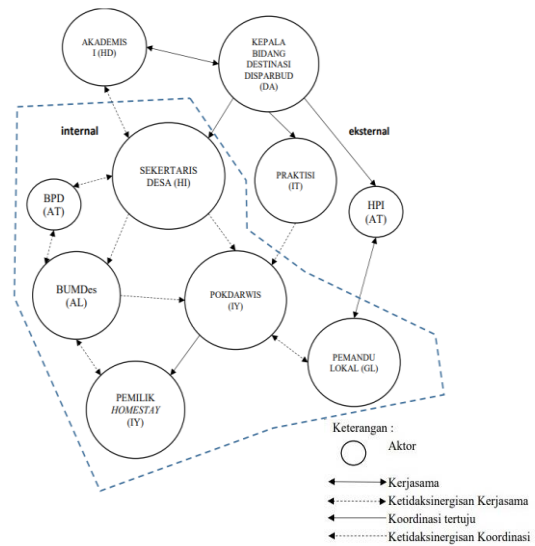 AKADEMIS
I (HD)
KEPALA
BIDANG
DESTINASI
DISPARBUD
(DA)
internal
eksternal
SEKERTARIS
DESA (HI)
PRAKTISI
(IT)
BPD
(AT)
HPI
(AT)
BUMDes
(AL)
POKDARWIS
(IY)
PEMANDU
LOKAL (GL)
PEMILIK
HOMESTAY
(IY)
Keterangan :
Aktor
Kerjasama
Ketidaksinergisan Kerjasama
Koordinasi tertuju
Ketidaksinergisan Koordinasi